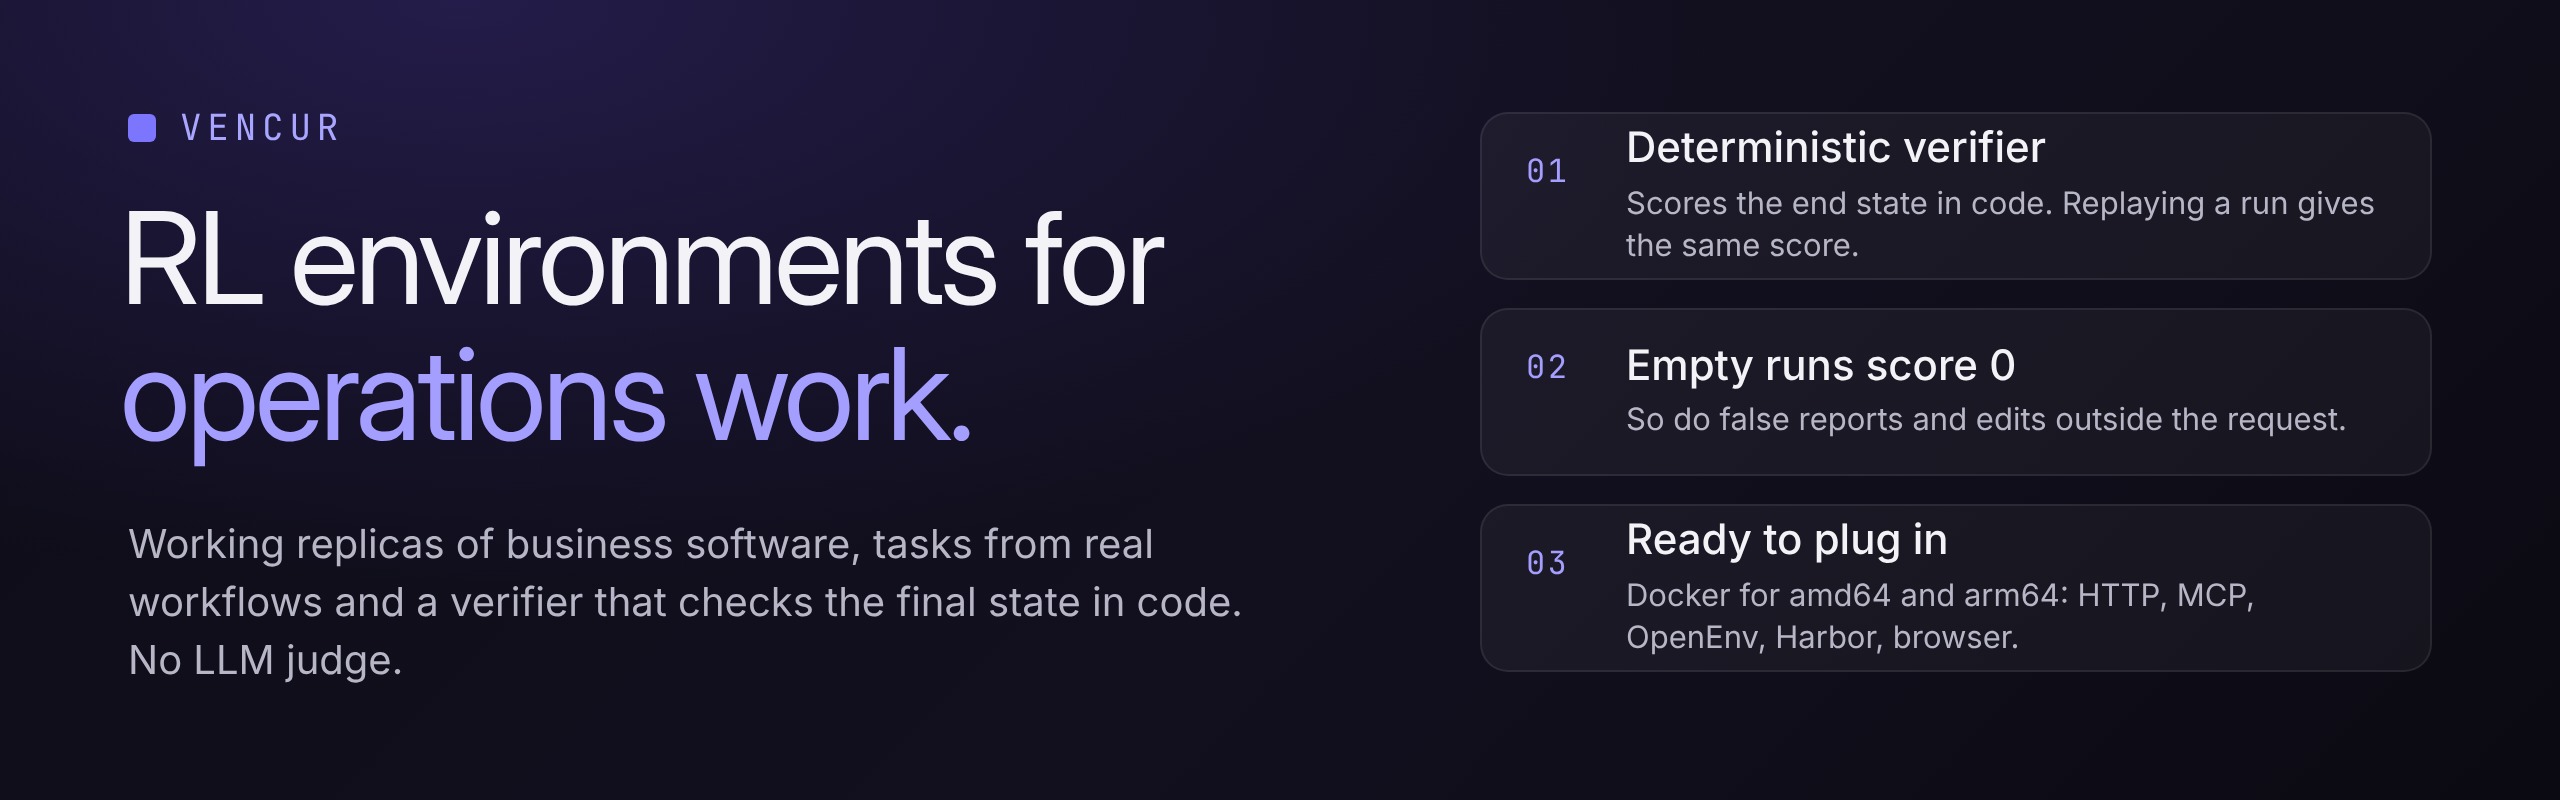 VENCUR
RL environments for
operations work.
Working replicas of business software, tasks from real
workflows and a verifier that checks the final state in code.
No LLM judge.
01
Deterministic verifier
Scores the end state in code. Replaying a run gives
the same score.
02
Empty runs score 0
So do false reports and edits outside the request.
03
Ready to plug in
Docker for amd64 and arm64: HTTP, MCP,
OpenEnv, Harbor, browser.